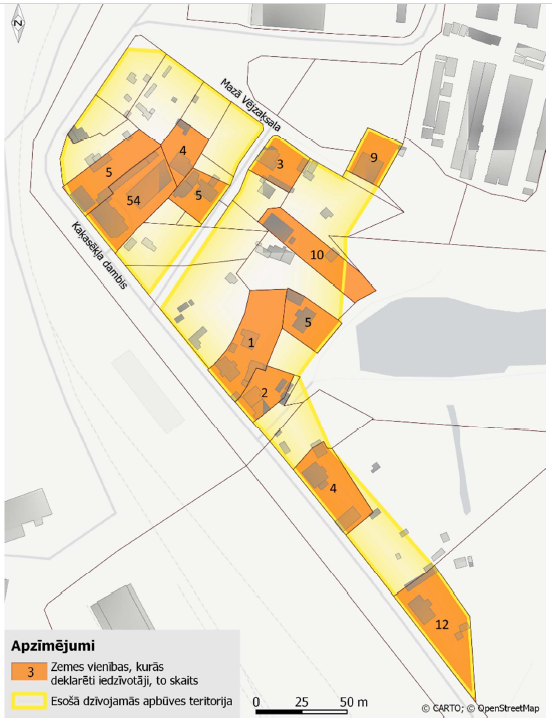 N
Mazā Vējzaksala
9
3
4
5
5
54
Kaķasēkļa dambis
10
5
1
2
4
12
Apzīmējumi
3 Zemes vienības, kurās
deklarēti iedzīvotāji, to skaits
Esošā dzīvojamās apbūves teritorija
0 25 50 m
© CARTO; © OpenStreetMap